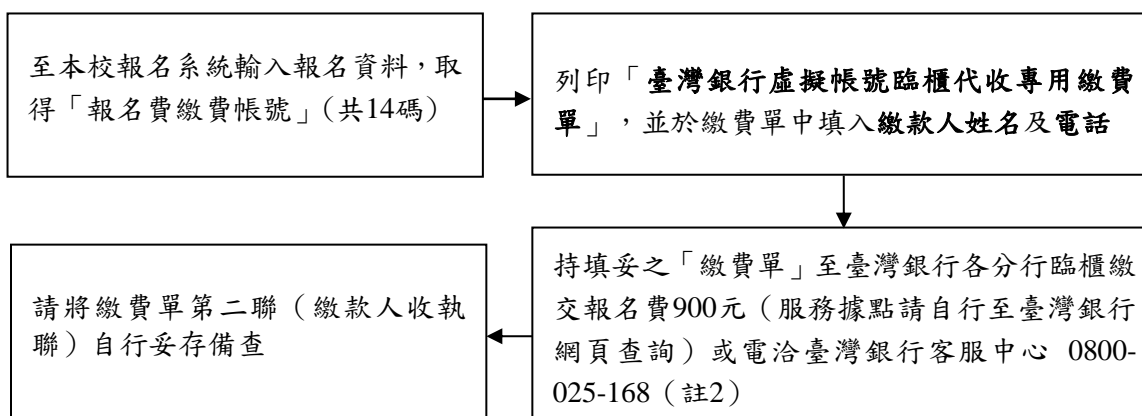 至本校報名系統輸入報名資料，取
得「報名費繳費帳號」（共14碼）
列印「臺灣銀行虛擬帳號臨櫃代收專用繳費
單」，並於繳費單中填入繳款人姓名及電話
持填妥之「繳費單」至臺灣銀行各分行臨櫃繳
交報名費900元（服務據點請自行至臺灣銀行
網頁查詢）或電洽臺灣銀行客服中心 0800-
025-168（註2）
請將繳費單第二聯（繳款人收執
聯）自行妥存備查